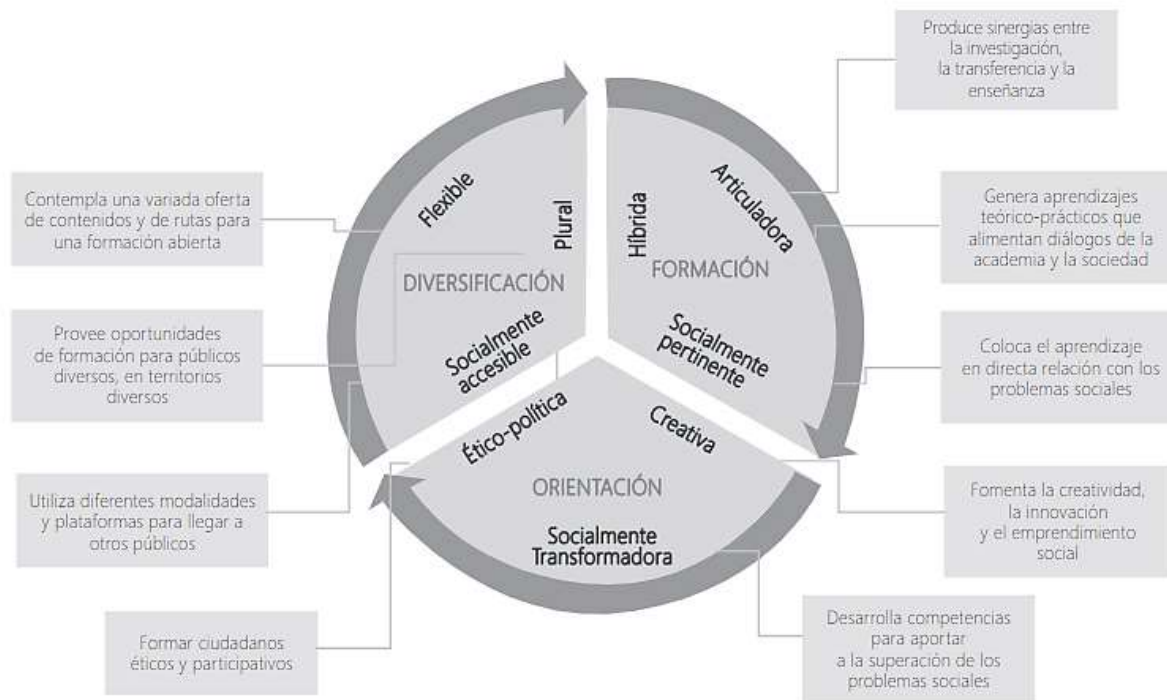 Produce sinergias entre
la investigación,
la transferencia y la
enseñanza
Contempla una variada oferta
de contenidos y de rutas para
una formación abierta
Flexible
Plural
Híbrida
Articuladora
Genera aprendizajes
teórico-prácticos que
alimentan diálogos de la
academia y la sociedad
DIVERSIFICACIÓN
FORMACIÓN
Provee oportunidades
de formación para públicos
diversos, en territorios
diversos
Socialmente
accesible
Socialmente
pertinente
Coloca el aprendizaje
en directa relación con los
problemas sociales
Ético-política
Creativa
Utiliza diferentes modalidades
y plataformas para llegar a
otros públicos
ORIENTACIÓN
Socialmente
Transformadora
Fomenta la creatividad,
la innovación
y el emprendimiento
social
Formar ciudadanos
éticos y participativos
Desarrolla competencias
para aportar
a la superación de los
problemas sociales